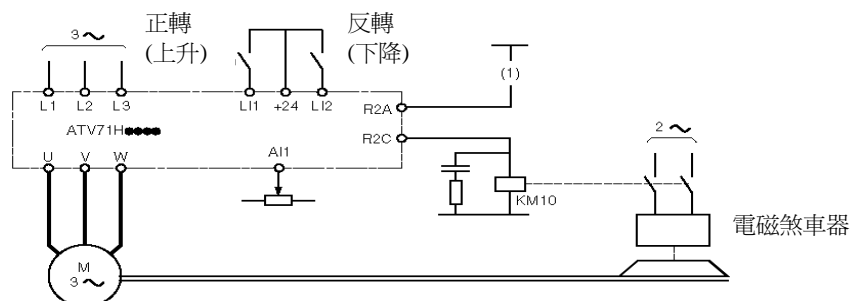 正轉
(上升)
反轉
(下降)
3～
(1)
L1 L2 L3
LI1 +24 LI2
R2A
ATV71H●●●●
R2C
2～
U V W
AI1
KM10
電磁煞車器
M
3～